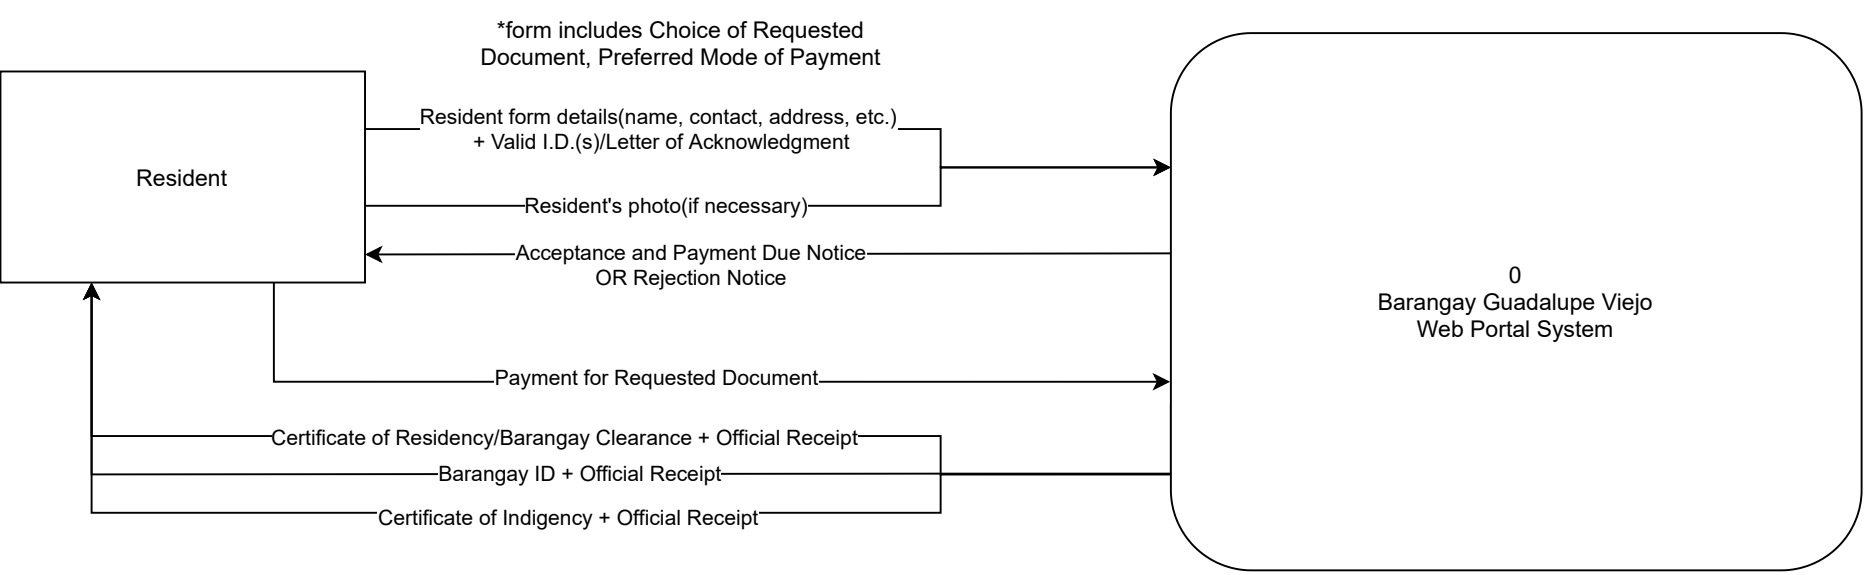 *form includes Choice of Requested
Document, Preferred Mode of Payment
Resident
Resident form details(name, contact, address, etc.)
+ Valid I.D.(s)/Letter of Acknowledgment
Resident's photo(if necessary)
Acceptance and Payment Due Notice
OR Rejection Notice
Payment for Requested Document
Certificate of Residency/Barangay Clearance + Official Receipt
Barangay ID + Official Receipt
Certificate of Indigency + Official Receipt
0
Barangay Guadalupe Viejo
Web Portal System